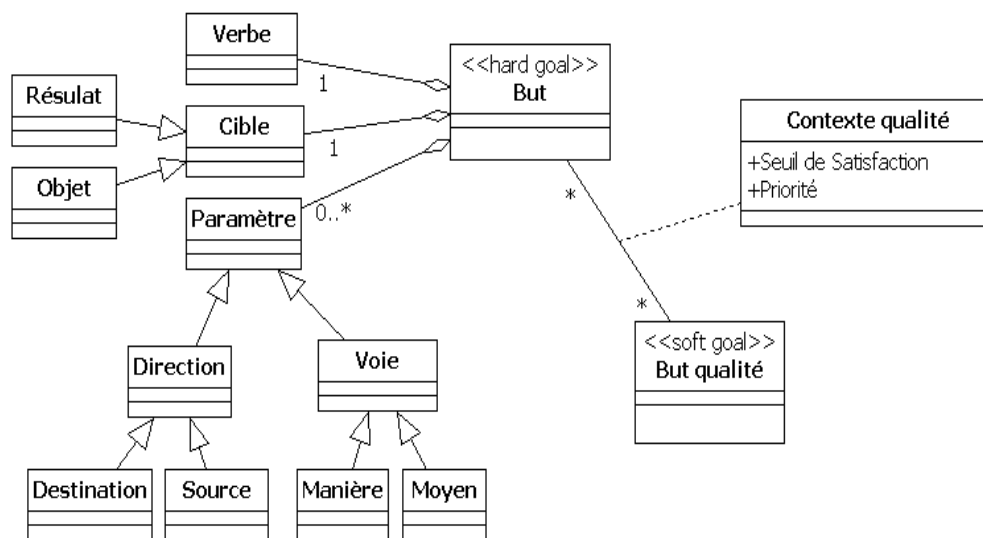 Verbe
1
<<hard goal>>
But
Résulat
Cible
1
Objet
Paramètre
0..*
*
Contexte qualité
+Seuil de Satisfaction
+Priorité
*
<<soft goal>>
But qualité
Direction
Voie
Destination
Source
Manière
Moyen